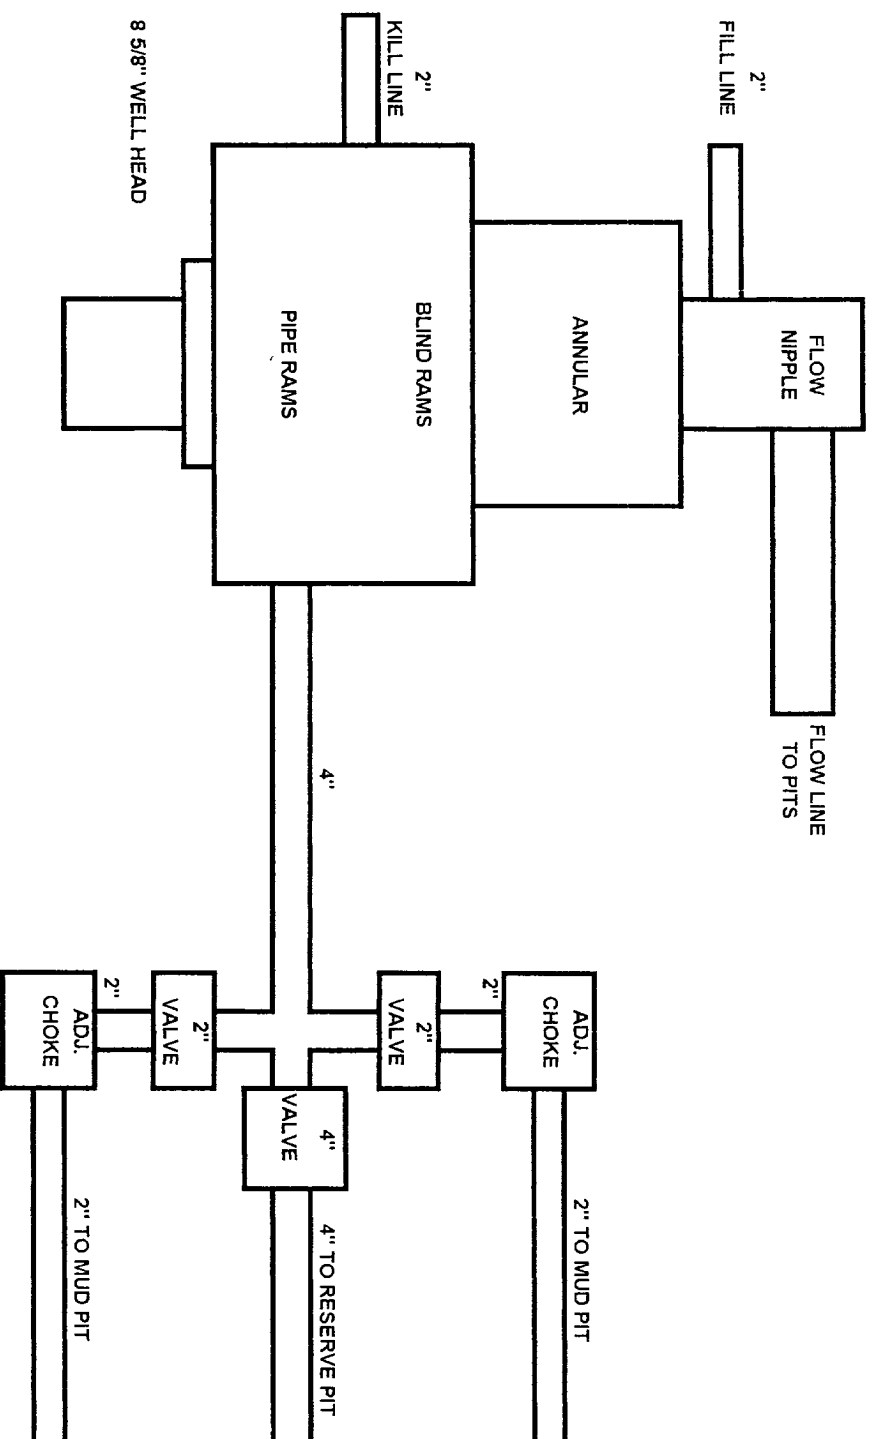 2"
FILL LINE
FLOW
NIPPLE
FLOW LINE
TO PITS
ANNULAR
2"
KILL LINE
BLIND RAMS
PIPE RAMS
8 5/8" WELL HEAD
4"
ADJ.
CHOKE
2"
2" TO MUD PIT
2"
VALVE
4"
VALVE
4" TO RESERVE PIT
2"
VALVE
2"
ADJ.
CHOKE
2" TO MUD PIT